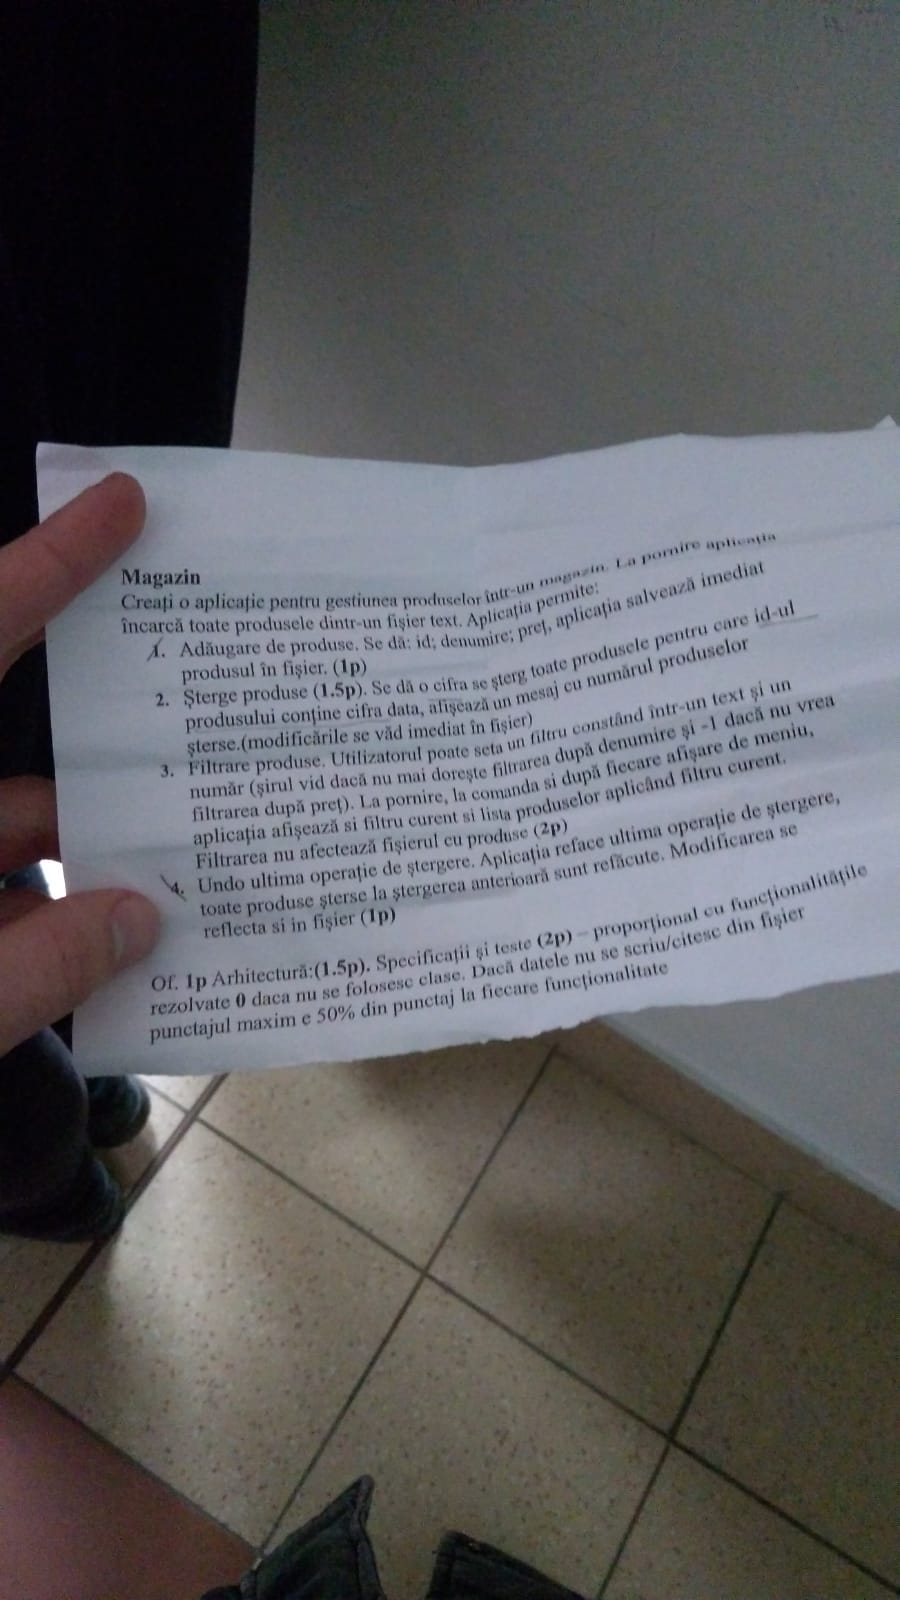 Magazin
Creați o aplicație pentru gestiunea produselor într-un magazin. La pornire aplicația
încarcă toate produsele dintr-un fișier text. Aplicația permite:
1. Adăugare de produse. Se dă: id; denumire; preț, aplicația salvează imediat
produsul în fișier. (1p)
2. Șterge produse (1.5p). Se dă o cifra se șterg toate produsele pentru care id-ul
produsului conține cifra data, afișează un mesaj cu numărul produselor
șterse.(modificările se văd imediat în fișier)
3. Filtrare produse. Utilizatorul poate seta un filtru constând într-un text și un
număr (șirul vid dacă nu mai dorește filtrarea după denumire și -1 dacă nu vrea
filtrarea după preț). La pornire, la comanda si după fiecare afișare de meniu,
aplicația afișează si filtru curent si lista produselor aplicând filtru curent.
Filtrarea nu afectează fișierul cu produse (2p)
4. Undo ultima operație de ștergere. Aplicația reface ultima operație de ștergere,
toate produse șterse la ștergerea anterioară sunt refăcute. Modificarea se
reflecta si in fișier (1p)
Of. 1p Arhitectură:(1.5p). Specificații și teste (2p) – proporțional cu funcționalitățile
rezolvate 0 daca nu se folosesc clase. Dacă datele nu se scriu/citesc din fișier
punctajul maxim e 50% din punctaj la fiecare funcționalitate